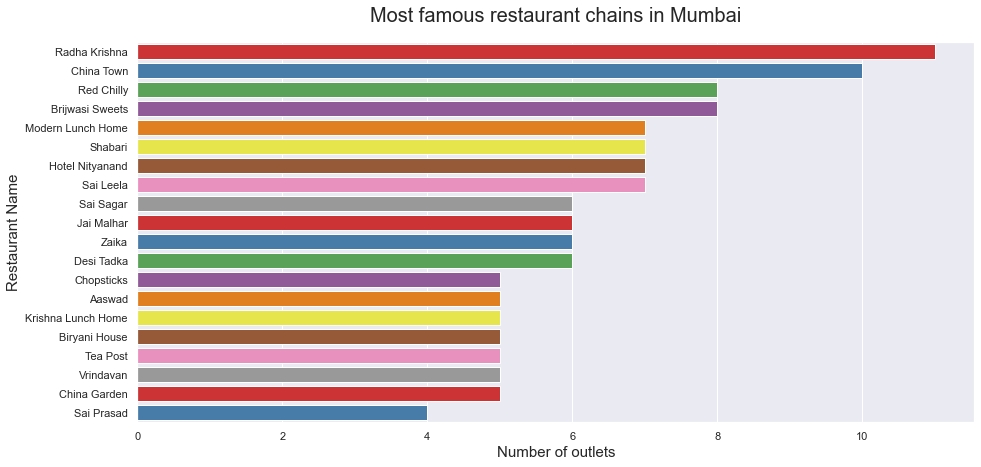 Most famous restaurant chains in Mumbai
Restaurant Name
Radha Krishna
China Town
Red Chilly
Brijwasi Sweets
Modern Lunch Home
Shabari
Hotel Nityanand
Sai Leela
Sai Sagar
Jai Malhar
Zaika
Desi Tadka
Chopsticks
Aaswad
Krishna Lunch Home
Biryani House
Tea Post
Vrindavan
China Garden
Sai Prasad
0 2 4 6 8 10
Number of outlets